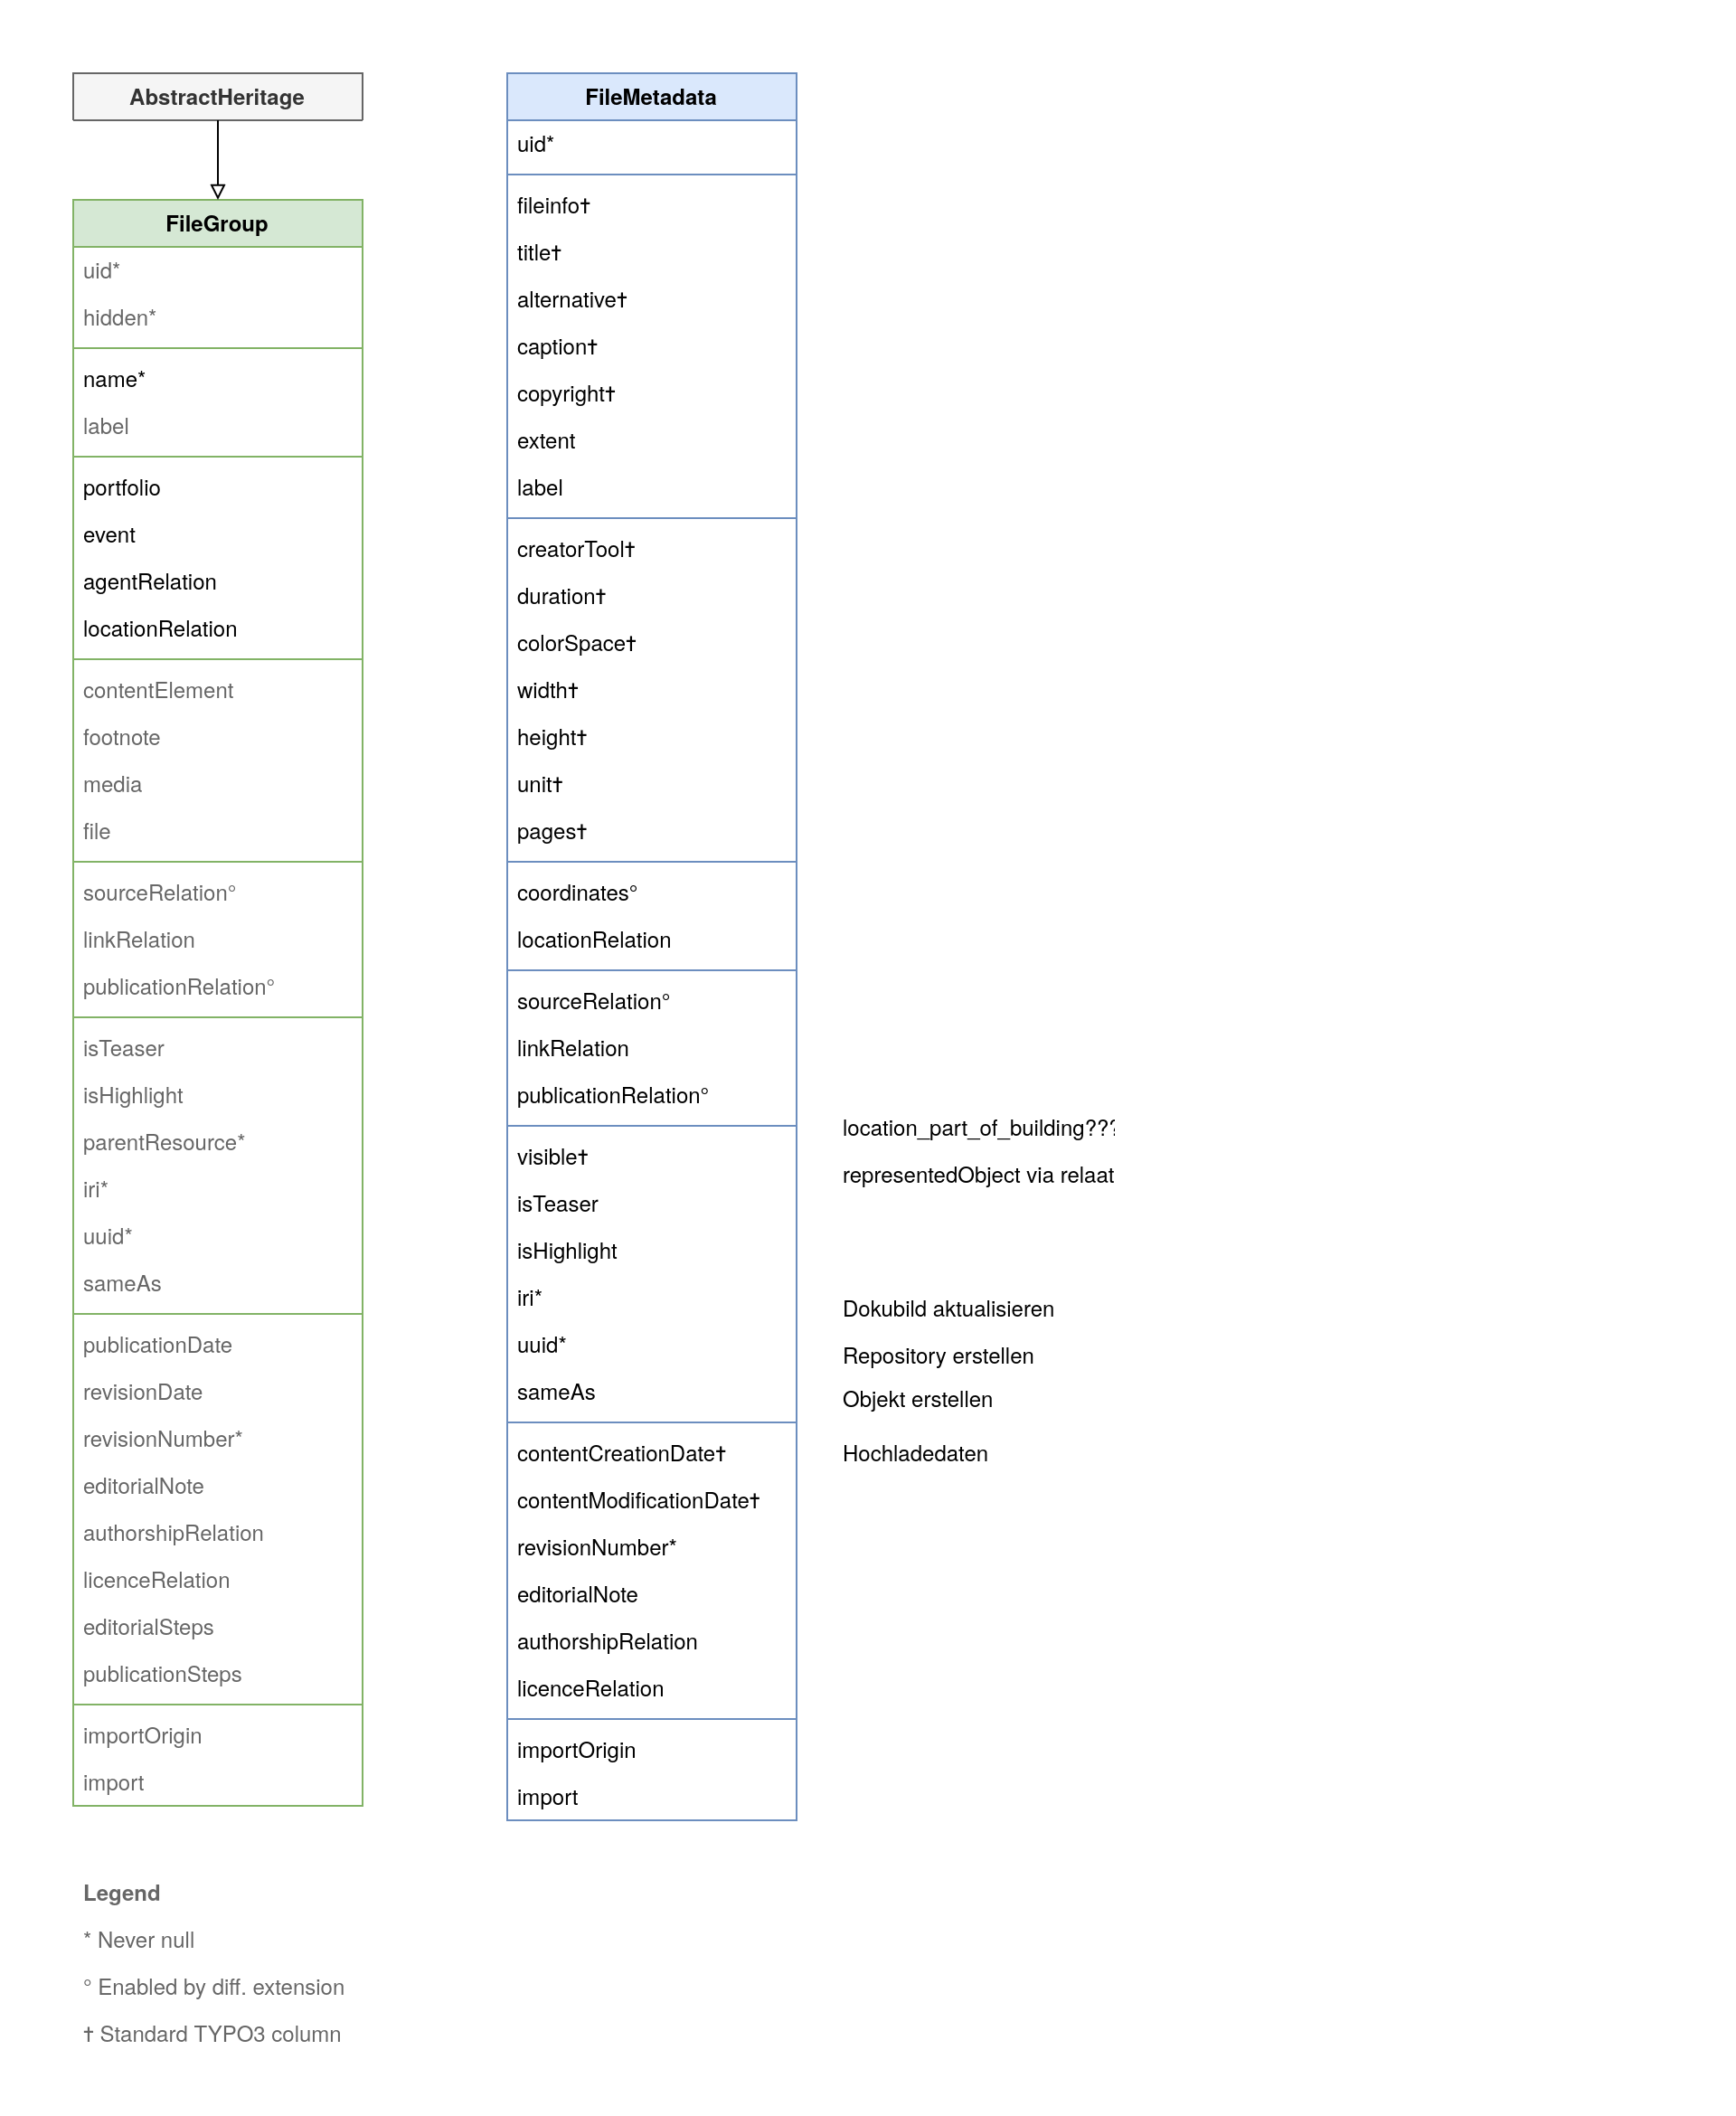 AbstractHeritage
FileGroup
uid*
hidden*
name*
label
portfolio
event
agentRelation
locationRelation
contentElement
footnote
media
file
sourceRelation°
linkRelation
publicationRelation°
isTeaser
isHighlight
parentResource*
iri*
uuid*
sameAs
publicationDate
revisionDate
revisionNumber*
editorialNote
authorshipRelation
licenceRelation
editorialSteps
publicationSteps
importOrigin
import
FileMetadata
uid*
fileinfo†
title†
alternative†
caption†
copyright†
extent
label
creatorTool†
duration†
colorSpace†
width†
height†
unit†
pages†
coordinates°
locationRelation
sourceRelation°
linkRelation
publicationRelation°
visible†
isTeaser
isHighlight
iri*
uuid*
sameAs
contentCreationDate†
contentModificationDate†
revisionNumber*
editorialNote
authorshipRelation
licenceRelation
importOrigin
import
location_part_of_building???
representedObject via relaat
Dokubild aktualisieren
Repository erstellen
Objekt erstellen
Hochladedaten
Legend
* Never null
° Enabled by diff. extension
† Standard TYPO3 column